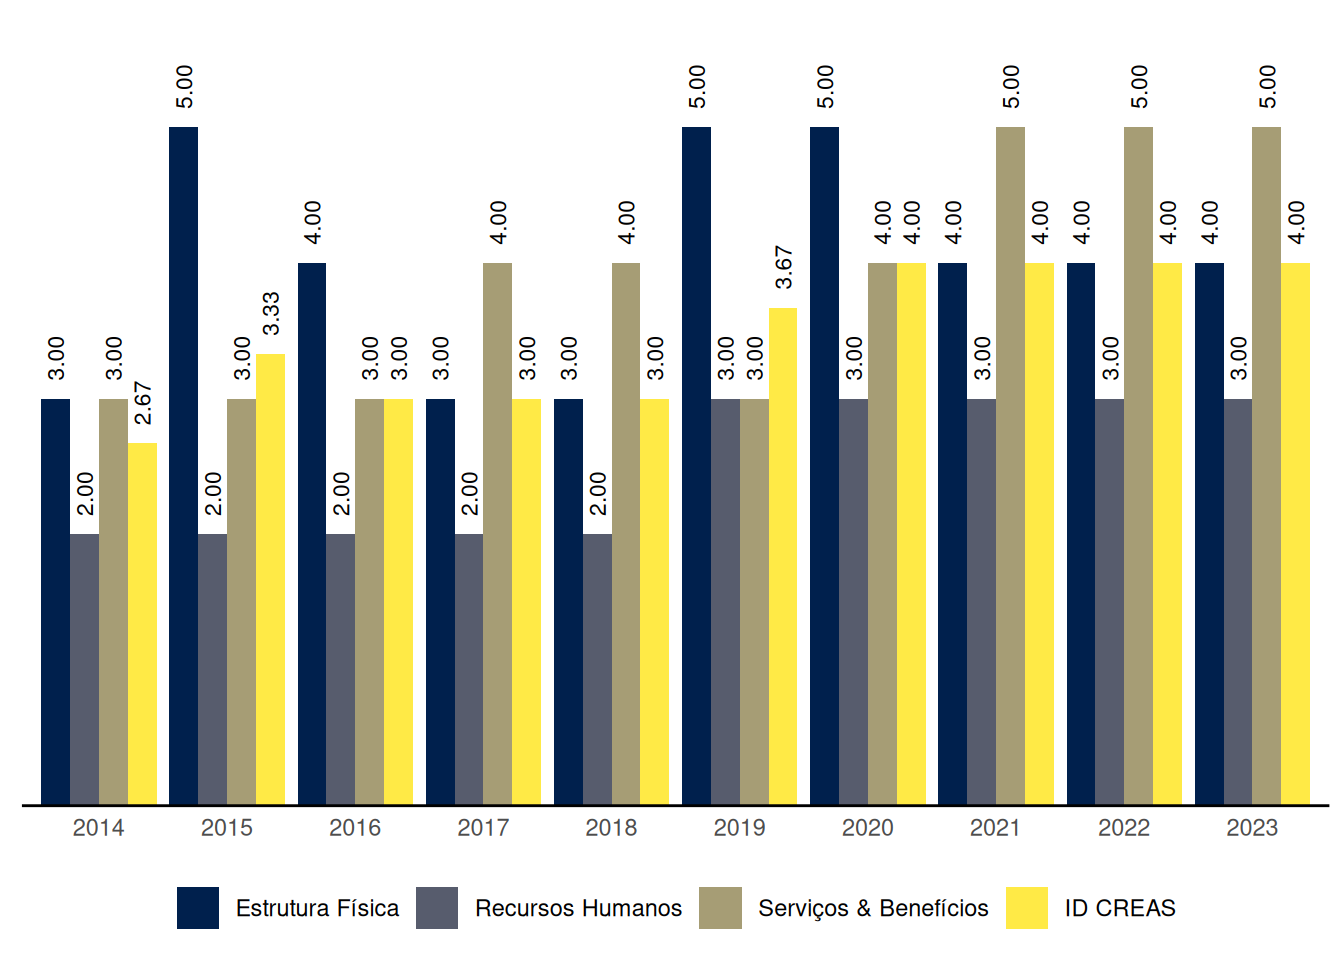 5.00 5.00 5.00 5.00 5.00 5.00
4.00 4.00 4.00 4.00 4.00 4.00 4.00 4.00 4.00 4.00 4.00
3.67
3.33
3.00 3.00 3.00 3.00 3.00 3.00 3.00 3.00 3.00 3.00 3.00 3.00 3.00 3.00 3.00
2.67
2.00 2.00 2.00 2.00 2.00
2014 2015 2016 2017 2018 2019 2020 2021 2022 2023
Estrutura Física Recursos Humanos Serviços & Benefícios ID CREAS